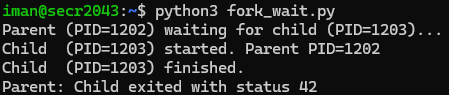 iman@secr2043:~$ python3 fork_wait.py
Parent (PID=1202) waiting for child (PID=1203)...
Child  (PID=1203) started. Parent PID=1202
Child  (PID=1203) finished.
Parent: Child exited with status 42